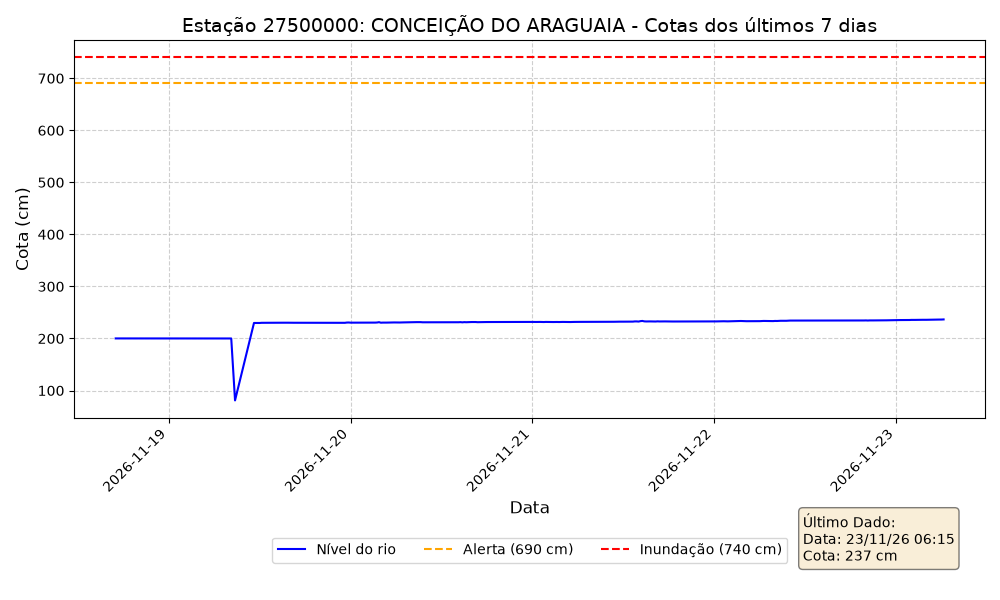 Estação 27500000: CONCEIÇÃO DO ARAGUAIA - Cotas dos últimos 7 dias
Cota (cm)
700
600
500
400
300
200
100
2026-11-19
2026-11-20
2026-11-21
2026-11-22
2026-11-23
Data
Nível do rio
Alerta (690 cm)
Inundação (740 cm)
Último Dado:
Data: 23/11/26 06:15
Cota: 237 cm